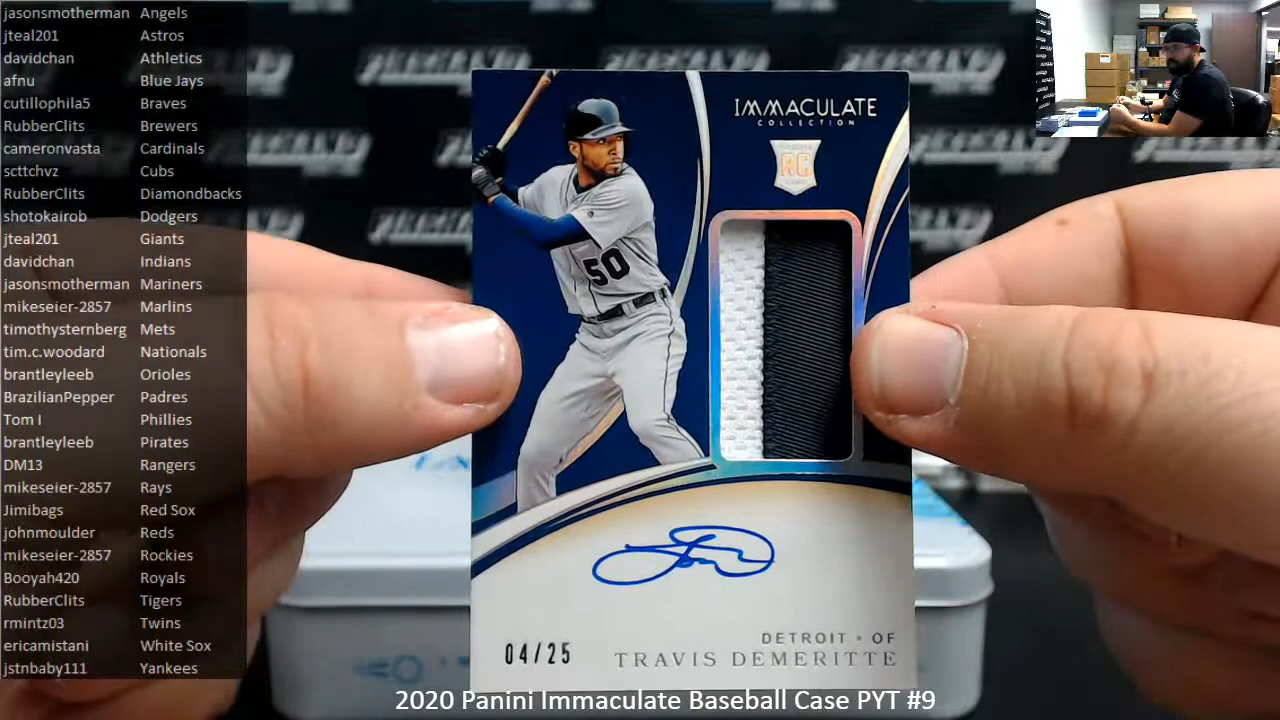 jasonsmotherman Angels
jteal201 Astros
davidchan Athletics
afnu Blue Jays
cutillophila5 Braves
RubberClits Brewers
cameronvasta Cardinals
scttchvz Cubs
RubberClits Diamondbacks
shotokairob Dodgers
jteal201 Giants
davidchan Indians
jasonsmotherman Mariners
mikeseier-2857 Marlins
timothysternberg Mets
tim.c.woodard Nationals
brantleyleeb Orioles
BrazilianPepper Padres
Tom I Phillies
brantleyleeb Pirates
DM13 Rangers
mikeseier-2857 Rays
Jimibags Red Sox
johnmoulder Reds
mikeseier-2857 Rockies
Booyah420 Royals
RubberClits Tigers
rmintz03 Twins
ericamistani White Sox
jstnbaby111 Yankees
IMMACULATE
COLLECTION
RC
50
04/25
DETROIT • OF
TRAVIS DEMERITTE
2020 Panini Immaculate Baseball Case PYT #9